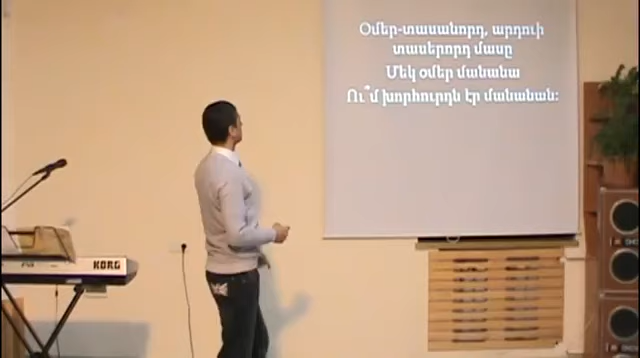 Օմեր-տասանորդ, արդուի
տասերորդ մասը
Մեկ օմեր մանանա
Ու՞մ խորհուրդն էր մանանան:
KORG